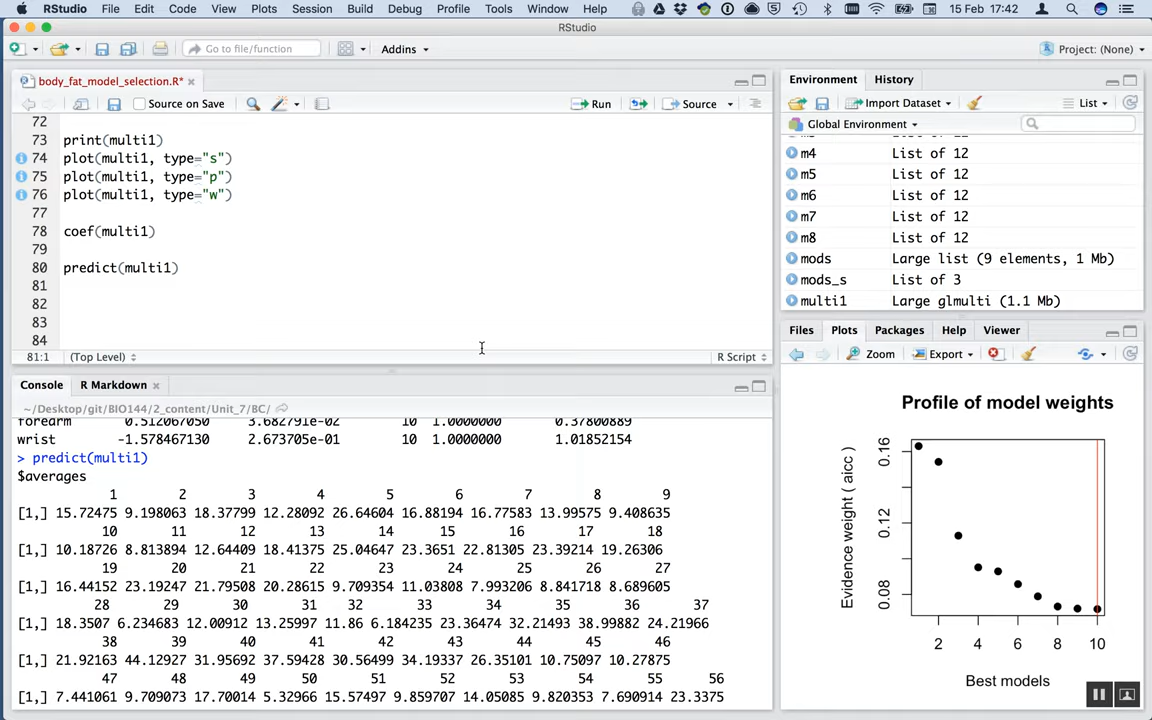 RStudio File Edit Code View Plots Session Build Debug Profile Tools Window Help 15 Feb 17:42
RStudio
Go to file/function Addins Project: (None)
body_fat_model_selection.R* ×
Source on Save Run Source
72
73 print(multi1)
74 plot(multi1, type="s")
75 plot(multi1, type="p")
76 plot(multi1, type="w")
77
78 coef(multi1)
79
80 predict(multi1)
81
82
83
84
81:1 (Top Level) R Script
Console R Markdown ×
~/Desktop/git/BIO144/2_content/Unit_7/BC/
forearm 0.512067050 3.682791e-02 10 1.0000000 0.37800889
wrist -1.578467130 2.673705e-01 10 1.0000000 1.01852154
> predict(multi1)
$averages
1 2 3 4 5 6 7 8 9
[1,] 15.72475 9.198063 18.37799 12.28092 26.64604 16.88194 16.77583 13.99575 9.408635
10 11 12 13 14 15 16 17 18
[1,] 10.18726 8.813894 12.64409 18.41375 25.04647 23.3651 22.81305 23.39214 19.26306
19 20 21 22 23 24 25 26 27
[1,] 16.44152 23.19247 21.79508 20.28615 9.709354 11.03808 7.993206 8.841718 8.689605
28 29 30 31 32 33 34 35 36 37
[1,] 18.3507 6.234683 12.00912 13.25997 11.86 6.184235 23.36474 32.21493 38.99882 24.21966
38 39 40 41 42 43 44 45 46
[1,] 21.92163 44.12927 31.95692 37.59428 30.56499 34.19337 26.35101 10.75097 10.27875
47 48 49 50 51 52 53 54 55 56
[1,] 7.441061 9.709073 17.70014 5.32966 15.57497 9.859707 14.05085 9.820353 7.690914 23.3375
Environment History
Import Dataset List
Global Environment
m4 List of 12
m5 List of 12
m6 List of 12
m7 List of 12
m8 List of 12
mods Large list (9 elements, 1 Mb)
mods_s List of 3
multi1 Large glmulti (1.1 Mb)
Files Plots Packages Help Viewer
Zoom Export
Profile of model weights
Evidence weight ( aicc )
0.16
0.12
0.08
2 4 6 8 10
Best models